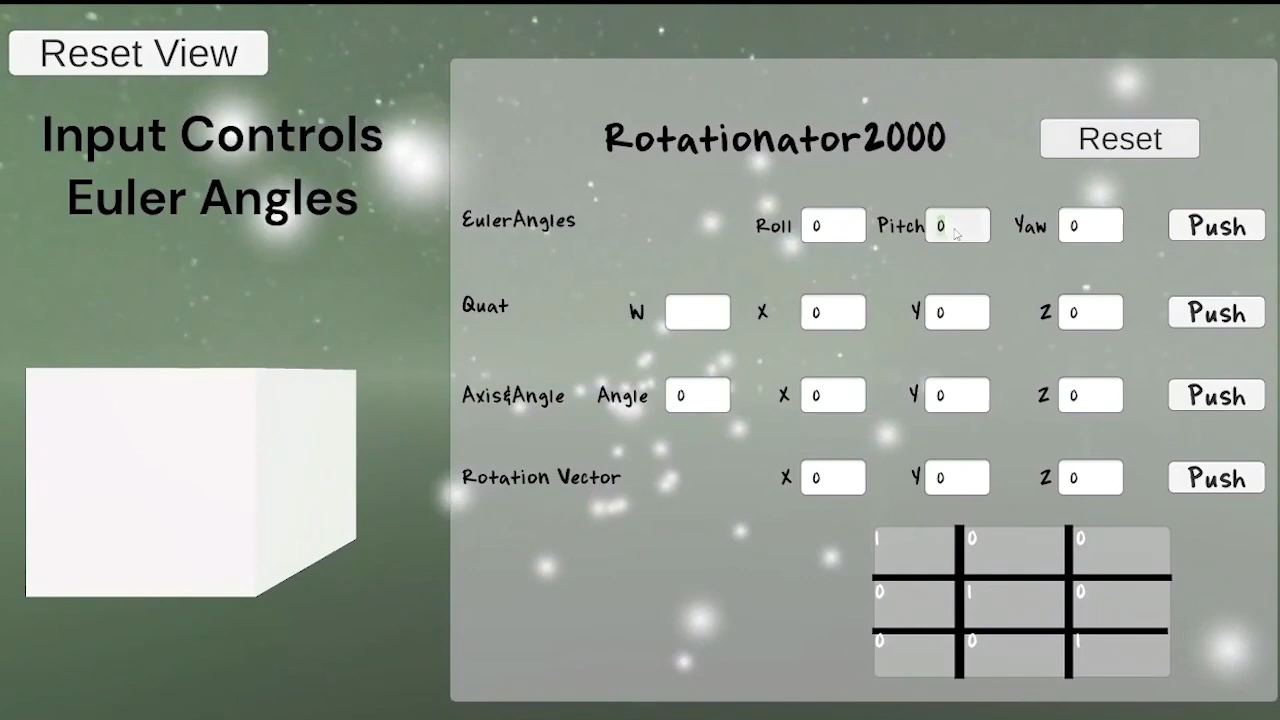 Reset View
Input Controls
Euler Angles
Rotationator2000
Reset
EulerAngles Roll 0 Pitch 0 Yaw 0 Push
Quat W X 0 Y 0 Z 0 Push
Axis&Angle Angle 0 X 0 Y 0 Z 0 Push
Rotation Vector X 0 Y 0 Z 0 Push
1 0 0
0 1 0
0 0 1